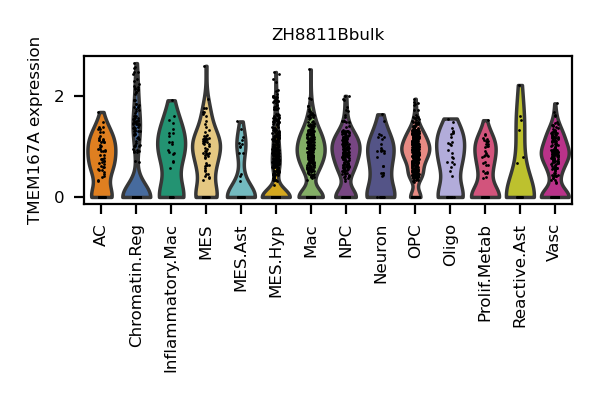 ZH8811Bbulk
TMEM167A expression
2
0
AC
Chromatin.Reg
Inflammatory.Mac
MES
MES.Ast
MES.Hyp
Mac
NPC
Neuron
OPC
Oligo
Prolif.Metab
Reactive.Ast
Vasc